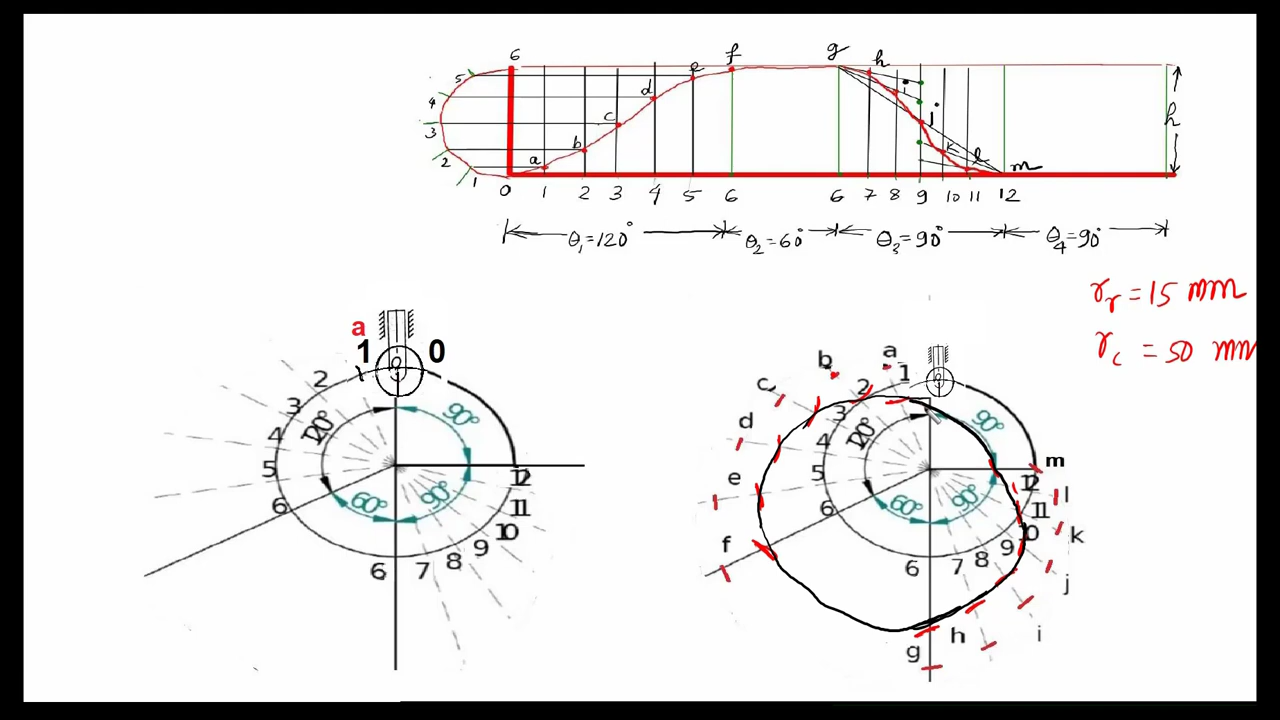 6 f g h
5 e i
4 d
3 c j
2 b k l
a m
1 0 1 2 3 4 5 6 6 7 8 9 10 11 12
h
θ₁=120° θ₂=60° θ₃=90° θ₄=90°
rᵣ = 15 mm
r꜀ = 50 mm
a
1 0
2
3
4
5
6
6 7 8 9 10 11 12
120° 90°
60° 90°
a
b
c
d
e
f
g
h
i
j
k
l
m
1
2
3
4
5
6
6 7 8 9 10 11 12
120° 90°
60° 90°